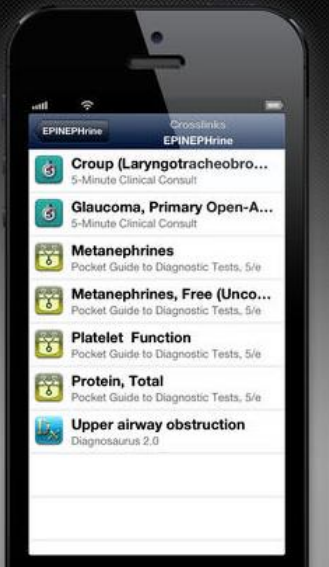 EPINEPHrine
Crosslinks
EPINEPHrine
Croup (Laryngotracheobro...
5-Minute Clinical Consult
Glaucoma, Primary Open-A...
5-Minute Clinical Consult
Metanephrines
Pocket Guide to Diagnostic Tests, 5/e
Metanephrines, Free (Unco...
Pocket Guide to Diagnostic Tests, 5/e
Platelet Function
Pocket Guide to Diagnostic Tests, 5/e
Protein, Total
Pocket Guide to Diagnostic Tests, 5/e
Dx
Upper airway obstruction
Diagnosaurus 2.0